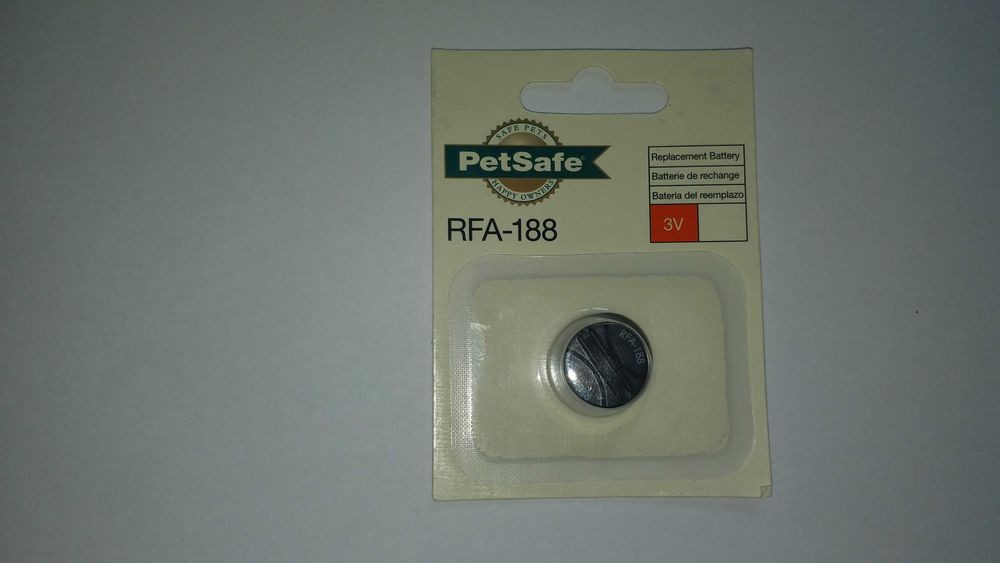 SAFE PETS
PetSafe®
HAPPY OWNERS
Replacement Battery
Batterie de rechange
Bateria del reemplazo
3V
RFA-188
RFA-188